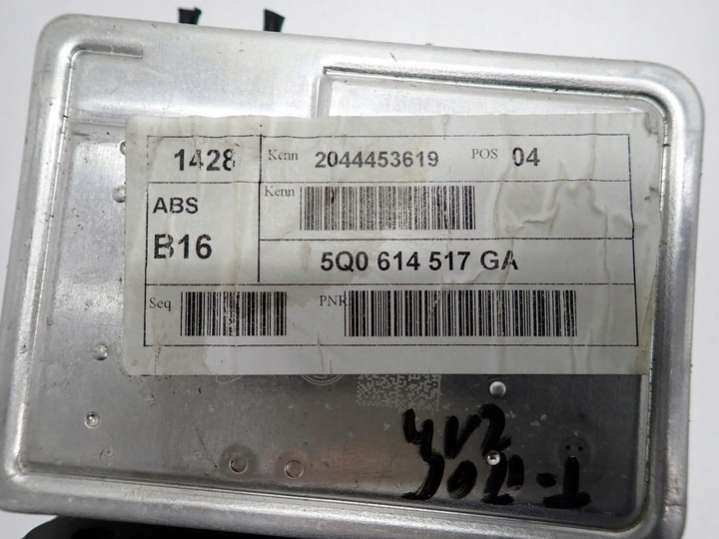 1428 Kenn 2044453619 POS 04
ABS Kenn
B16 5Q0 614 517 GA
Seq PNR